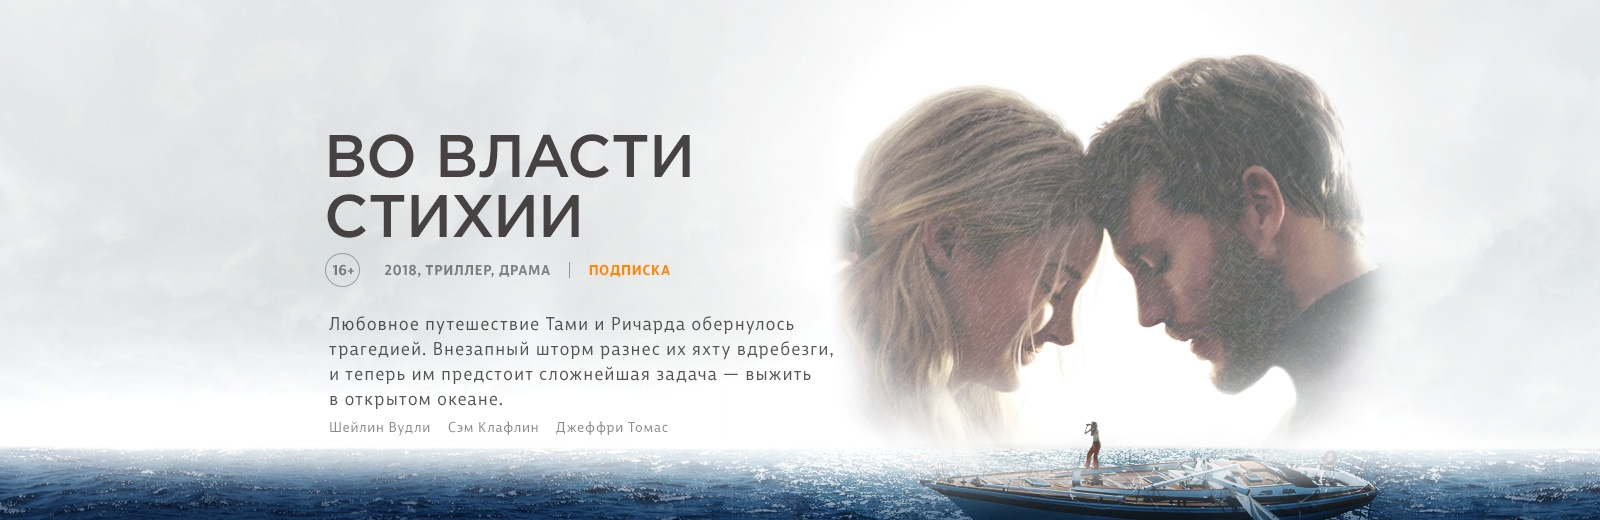 ВО ВЛАСТИ
СТИХИИ
16+ 2018, ТРИЛЛЕР, ДРАМА | ПОДПИСКА
Любовное путешествие Тами и Ричарда обернулось
трагедией. Внезапный шторм разнес их яхту вдребезги,
и теперь им предстоит сложнейшая задача — выжить
в открытом океане.
Шейлин Вудли Сэм Клафлин Джеффри Томас